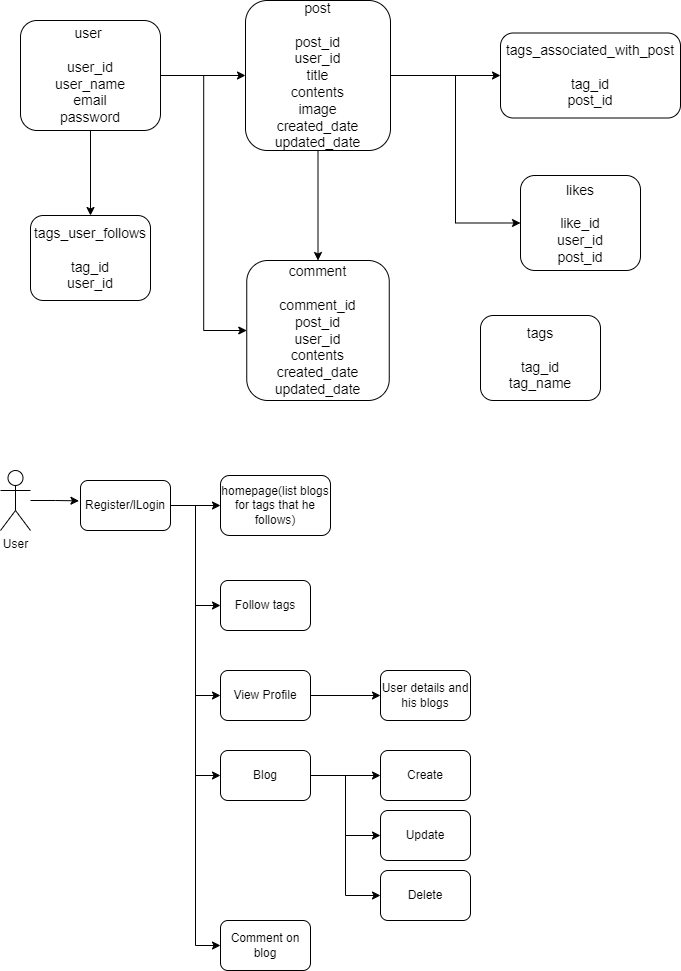 user
user_id
user_name
email
password
post
post_id
user_id
title
contents
image
created_date
updated_date
tags_associated_with_post
tag_id
post_id
tags_user_follows
tag_id
user_id
likes
like_id
user_id
post_id
comment
comment_id
post_id
user_id
contents
created_date
updated_date
tags
tag_id
tag_name
User
Register/lLogin
homepage(list blogs
for tags that he
follows)
Follow tags
View Profile
User details and
his blogs
Blog
Create
Update
Delete
Comment on
blog